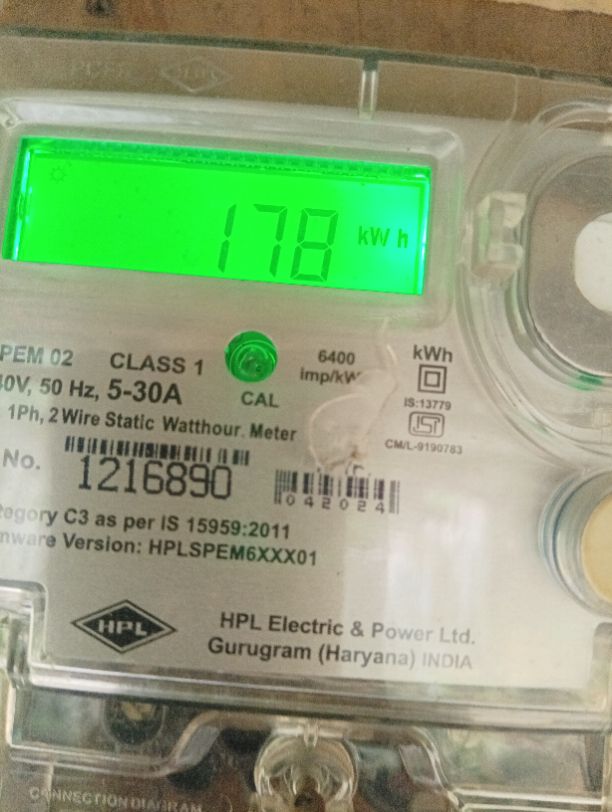 HPL
178 kWh
PEM 02 CLASS 1
6400
imp/kW
kWh
0V, 50 Hz, 5-30A
CAL
IS:13779
1Ph, 2 Wire Static Watthour. Meter
ISI
CM/L-9190783
No. 1216890
042024
egory C3 as per IS 15959:2011
mware Version: HPLSPEM6XXX01
HPL
HPL Electric & Power Ltd.
Gurugram (Haryana) INDIA
CONNECTION DIAGRAM